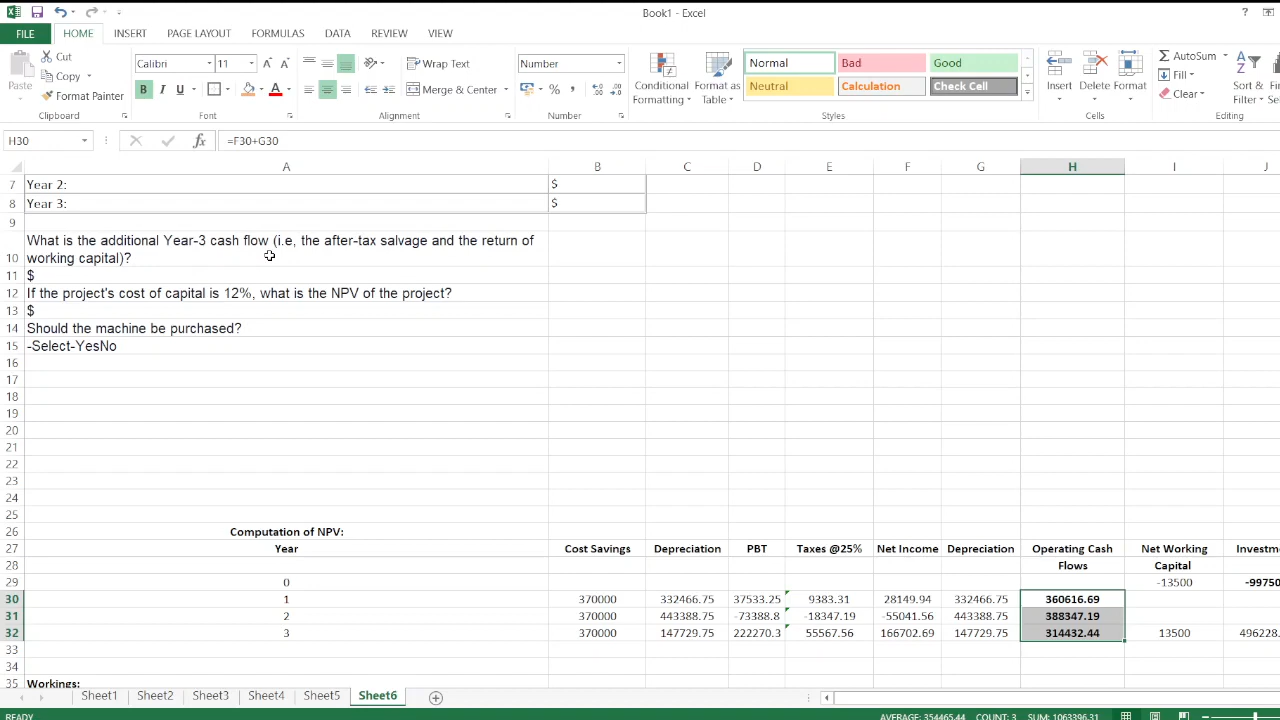 Book1 - Excel
?
FILE HOME INSERT PAGE LAYOUT FORMULAS DATA REVIEW VIEW
Cut
Copy
Format Painter
Paste
Clipboard
Calibri 11
B I U
Font
Wrap Text
Merge & Center
Alignment
Number
$ % ,
Number
Conditional Formatting
Format as Table
Normal Bad Good
Neutral Calculation Check Cell
Styles
Insert Delete Format
Cells
AutoSum
Fill
Clear
Sort &
Filter
Editing
H30 fx =F30+G30
A B C D E F G H I J
7 Year 2: $
8 Year 3: $
9
10 What is the additional Year-3 cash flow (i.e, the after-tax salvage and the return of
working capital)?
11 $
12 If the project's cost of capital is 12%, what is the NPV of the project?
13 $
14 Should the machine be purchased?
15 -Select-YesNo
16
17
18
19
20
21
22
23
24
25
26 Computation of NPV:
27 Year Cost Savings Depreciation PBT Taxes @25% Net Income Depreciation Operating Cash Net Working
28 Flows Capital
29 0 -13500 -99750
30 1 370000 332466.75 37533.25 9383.31 28149.94 332466.75 360616.69
31 2 370000 443388.75 -73388.8 -18347.19 -55041.56 443388.75 388347.19
32 3 370000 147729.75 222270.3 55567.56 166702.69 147729.75 314432.44 13500 496228.
33
34
35 Workings:
Sheet1 Sheet2 Sheet3 Sheet4 Sheet5 Sheet6
READY AVERAGE: 354465.44 COUNT: 3 SUM: 1063396.31